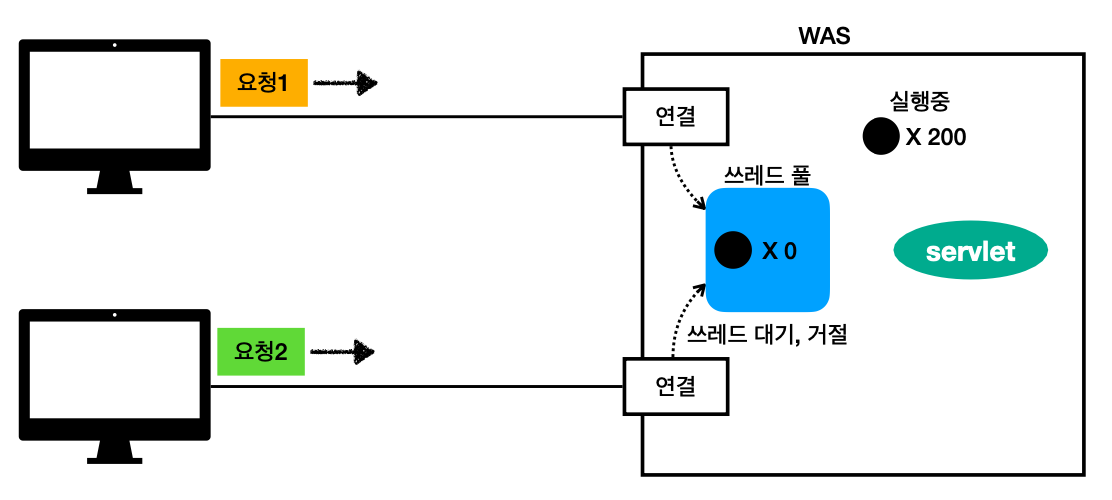 WAS
요청1
연결
실행중
X 200
쓰레드 풀
X 0
servlet
쓰레드 대기, 거절
요청2
연결